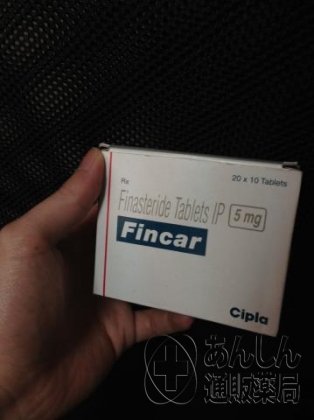 Rx
20 x 10 Tablets
Finasteride Tablets IP 5 mg
Fincar
Cipla
あんしん
通販薬局